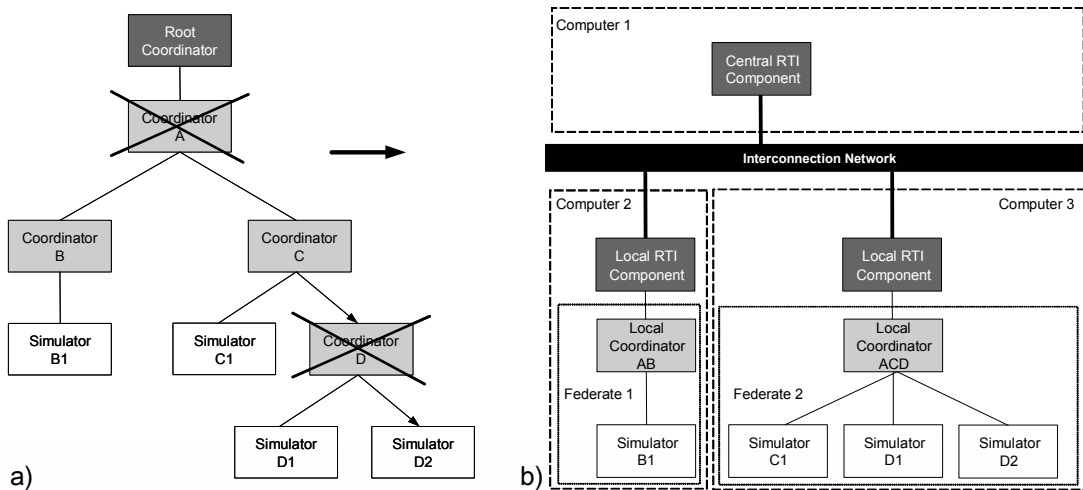 Root
Coordinator
Coordinator
A
Coordinator
B
Coordinator
C
Simulator
B1
Simulator
C1
Coordinator
D
Simulator
D1
Simulator
D2
a)
Computer 1
Central RTI
Component
Interconnection Network
Computer 2
Computer 3
Local RTI
Component
Local RTI
Component
Local
Coordinator
AB
Local
Coordinator
ACD
Federate 1
Federate 2
Simulator
B1
Simulator
C1
Simulator
D1
Simulator
D2
b)